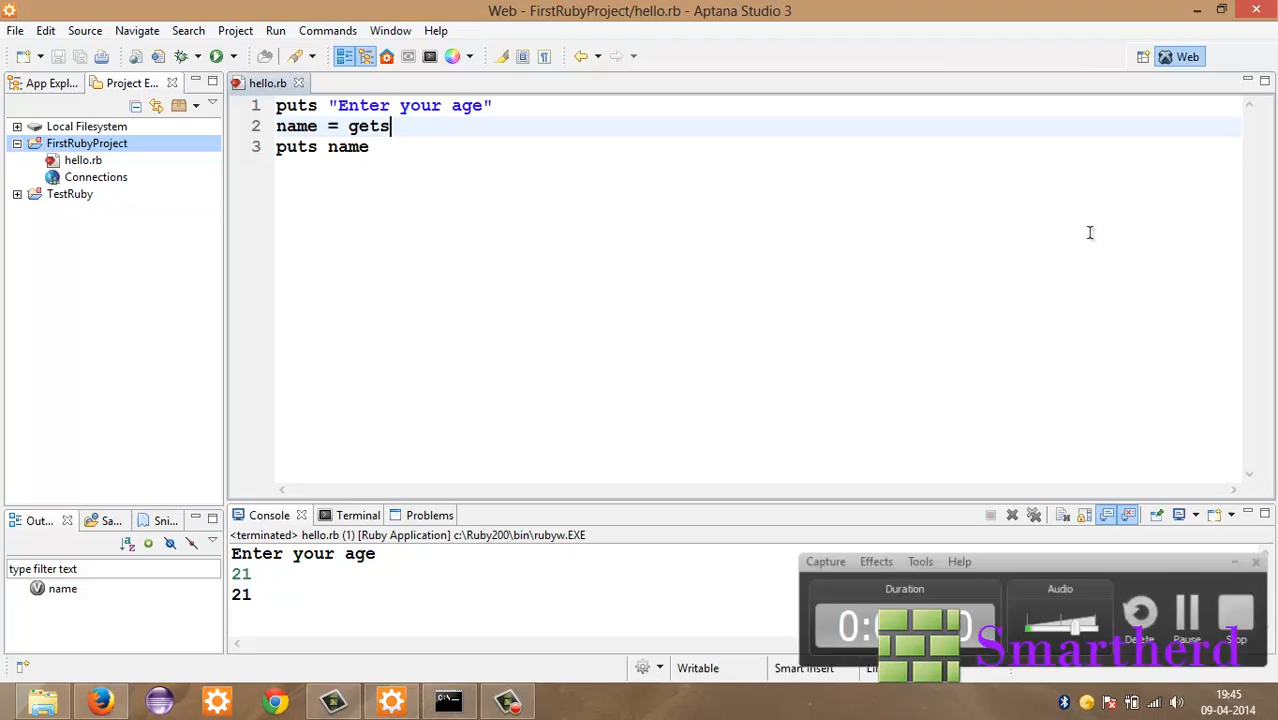 Web - FirstRubyProject/hello.rb - Aptana Studio 3
File Edit Source Navigate Search Project Run Commands Window Help
Web
App Expl... Project E...
hello.rb
Local Filesystem
FirstRubyProject
hello.rb
Connections
TestRuby
1 puts "Enter your age"
2 name = gets
3 puts name
Out... Sa... Sni...
type filter text
name
Console Terminal Problems
<terminated> hello.rb (1) [Ruby Application] c:\Ruby200\bin\rubyw.EXE
Enter your age
21
21
Capture Effects Tools Help
Duration Audio
0:
Delete Pause Stop
Smartherd
Writable Smart Insert
19:45
09-04-2014